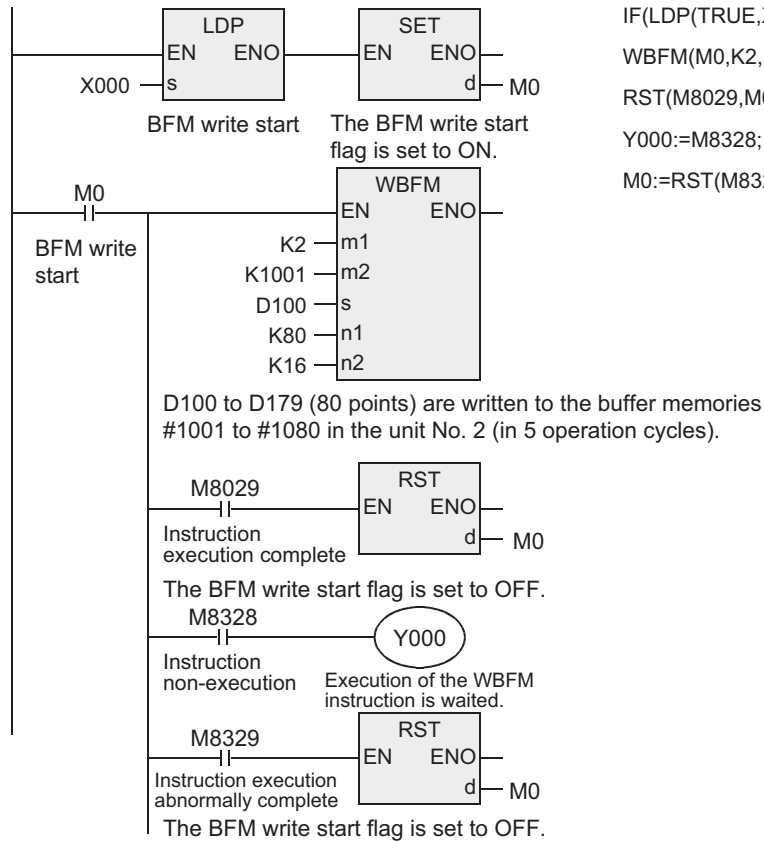 LDP
EN ENO
X000 s
BFM write start
SET
EN ENO
d M0
The BFM write start
flag is set to ON.
IF(LDP(TRUE,
WBFM(M0,K2,
RST(M8029,
Y000:=M8328;
M0:=RST(
M0
BFM write
start
WBFM
EN ENO
K2 m1
K1001 m2
D100 s
K80 n1
K16 n2
D100 to D179 (80 points) are written to the buffer memories
#1001 to #1080 in the unit No. 2 (in 5 operation cycles).
M8029
Instruction
execution complete
RST
EN ENO
d M0
The BFM write start flag is set to OFF.
M8328
Instruction
non-execution
Y000
Execution of the WBFM
instruction is waited.
M8329
Instruction execution
abnormally complete
RST
EN ENO
d M0
The BFM write start flag is set to OFF.